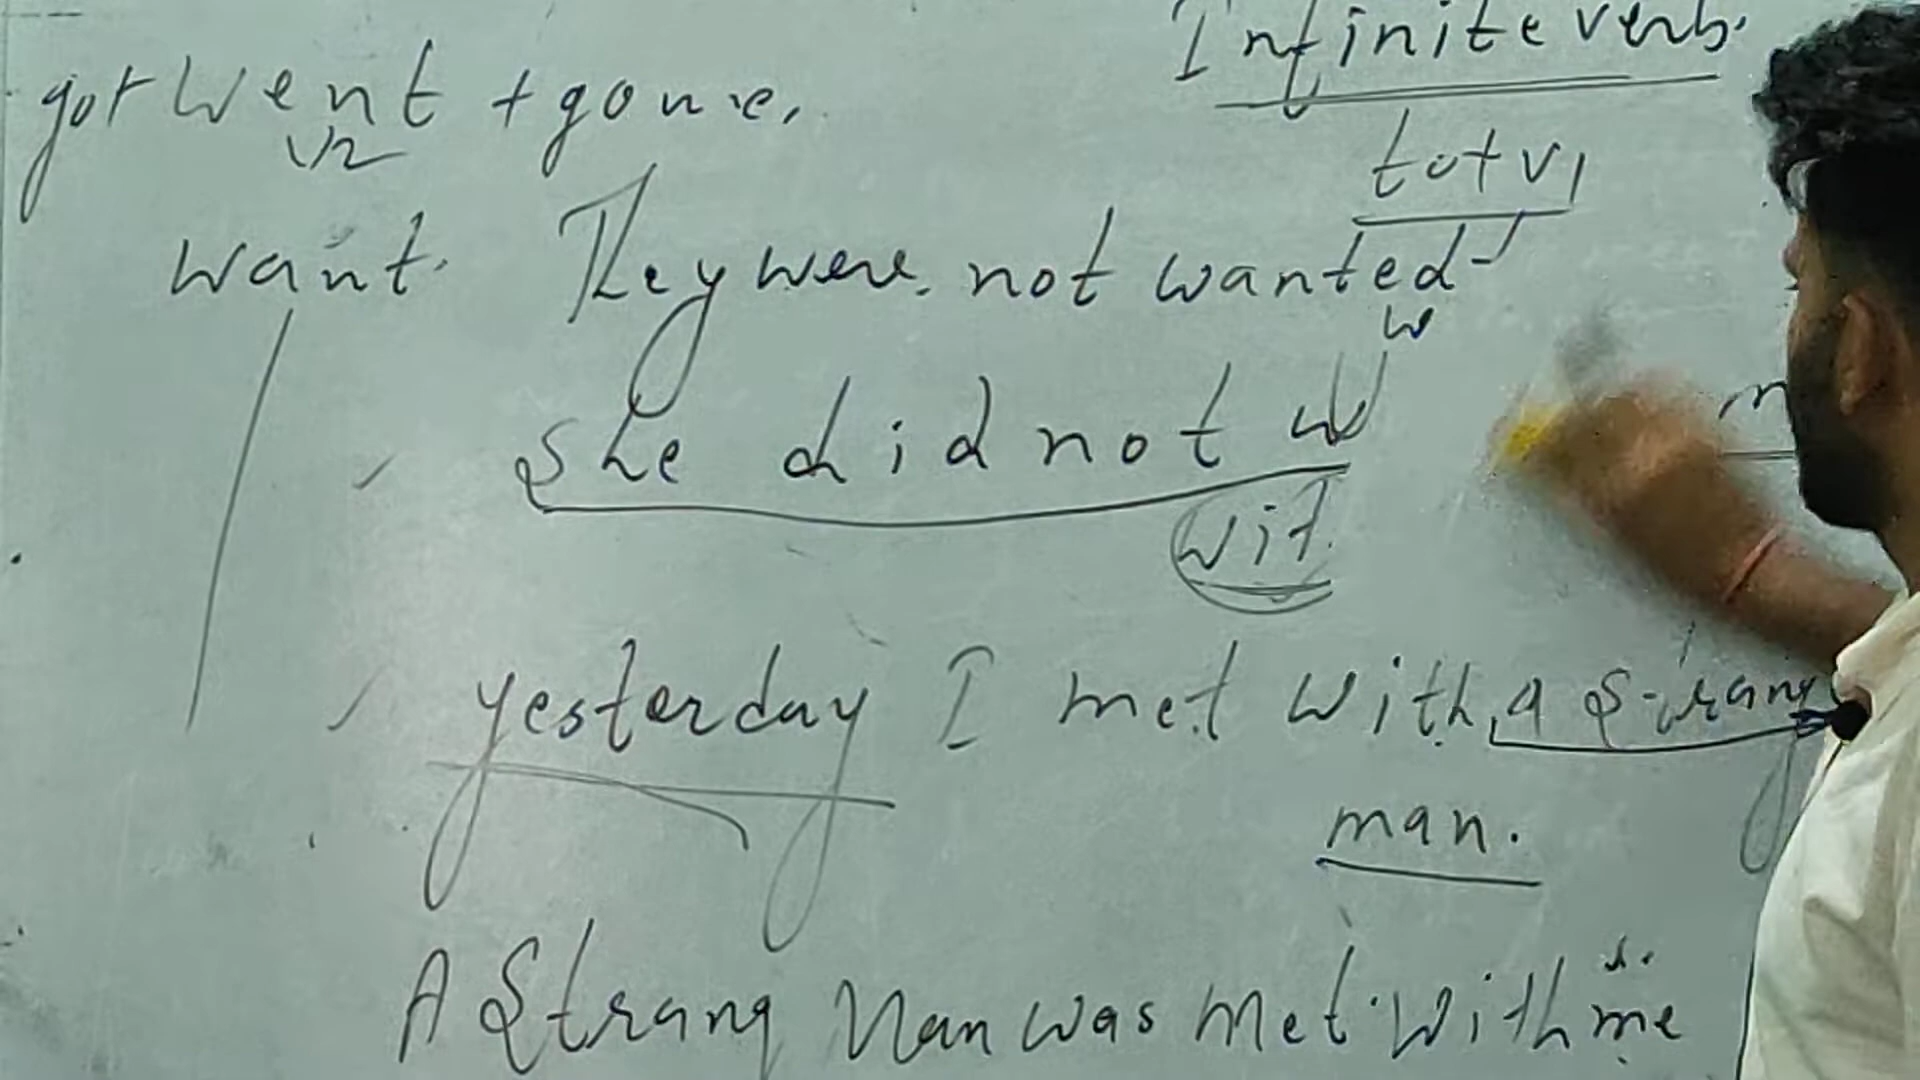 Infinite verb.
go+ Went + gone.
V2
to + V1
want. They were not wanted
w
She did not w
wit.
yesterday I met with a Strang
man.
A Strang Man was met with me